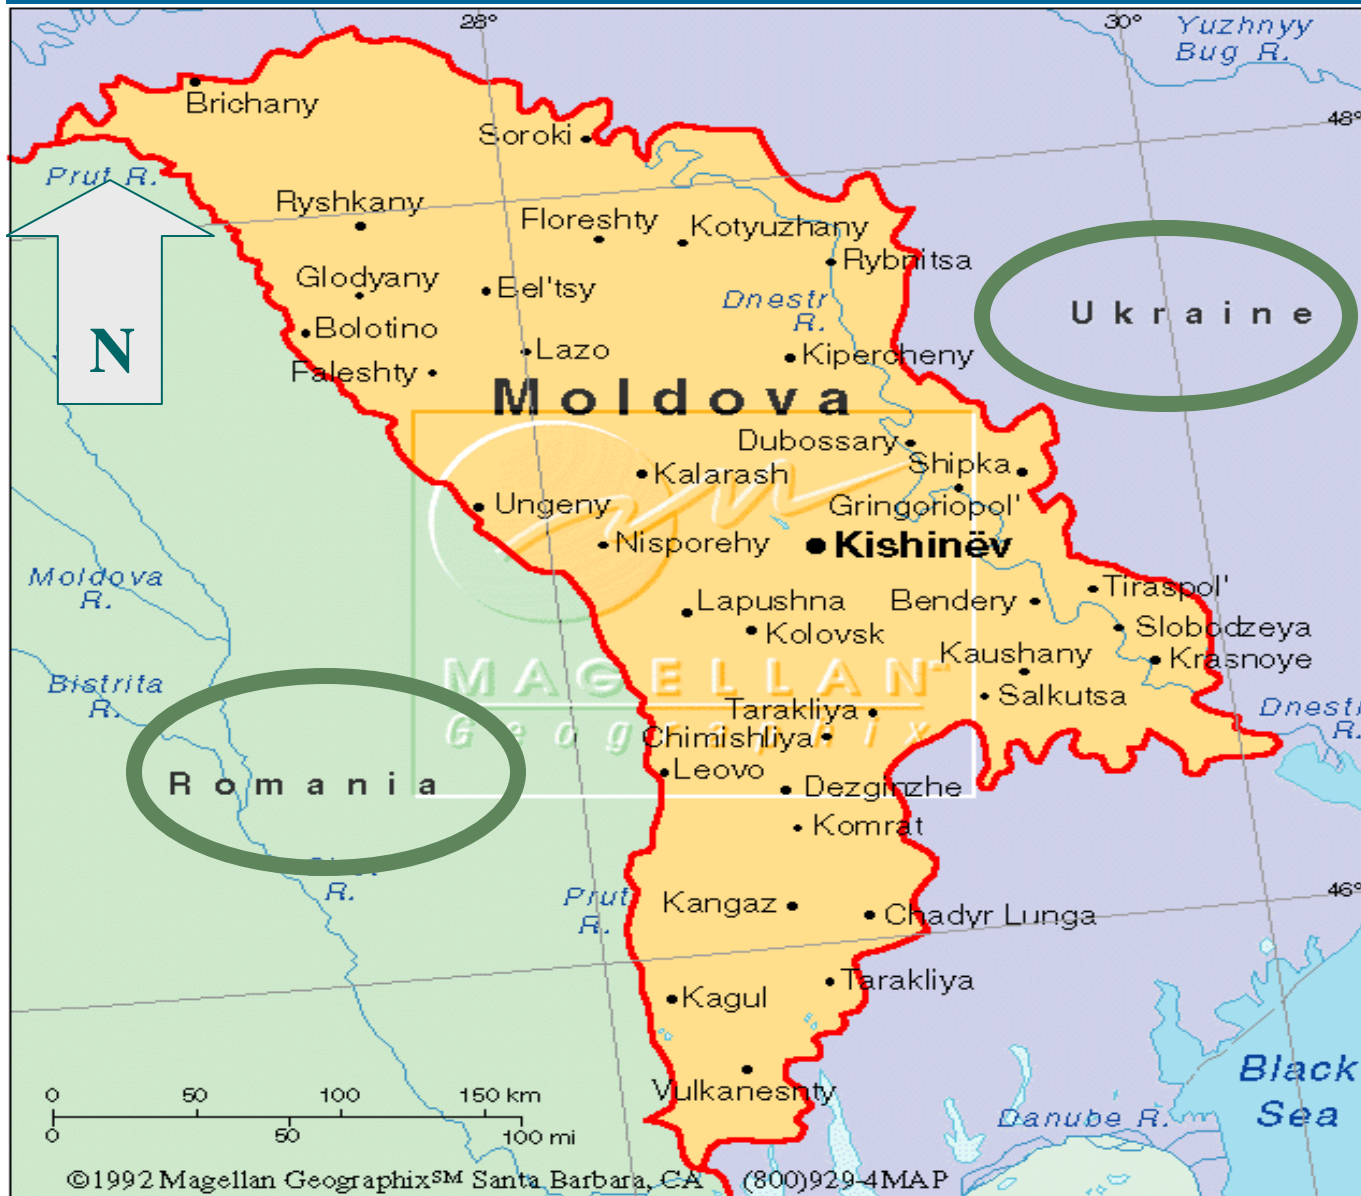 28°
30°
Yuzhnyy
Bug R.
48°
Brichany
Soroki
Prut R.
Ryshkany
Floreshty
Kotyuzhany
Rybnitsa
Glodyany
Bel'tsy
Dnestr
R.
Ukraine
Bolotino
N
Lazo
Kipercheny
Faleshty
Moldova
Dubossary
Shipka
Kalarash
Gringoriopol'
Ungeny
Nisporehy
Kishinëv
Moldova
R.
Tiraspol'
Lapushna
Bendery
Kolovsk
Slobodzeya
Kaushany
Krasnoye
MAGELLAN
Geographix
Bistrita
R.
Salkutsa
Tarakliya
Dnestr
R.
Chimishliya
Leovo
Romania
Dezginzhe
Komrat
R.
Prut
R.
Kangaz
Chadyr Lunga
46°
Tarakliya
Kagul
Vulkaneshty
Black
Sea
Danube R.
0 50 100 150 km
0 50 100 mi
©1992 Magellan Geographix℠ Santa Barbara, CA (800)929-4MAP